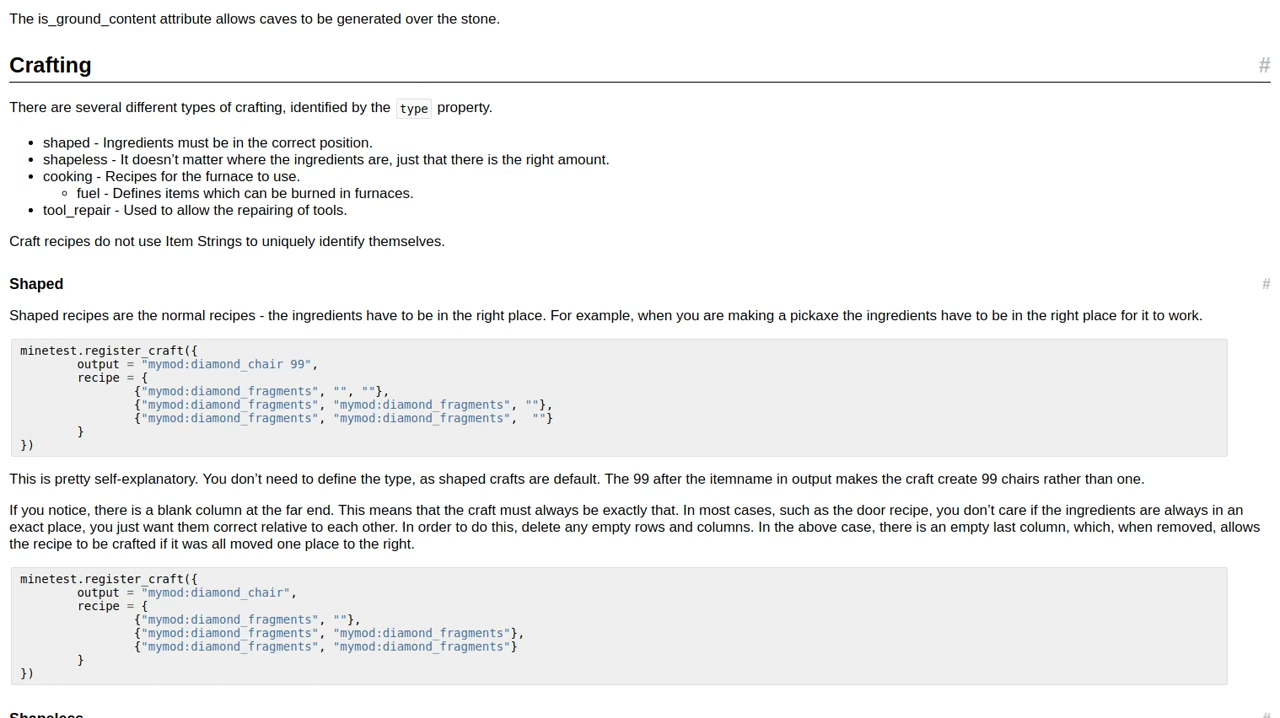 The is_ground_content attribute allows caves to be generated over the stone.
Crafting #
There are several different types of crafting, identified by the type property.
• shaped - Ingredients must be in the correct position.
• shapeless - It doesn’t matter where the ingredients are, just that there is the right amount.
• cooking - Recipes for the furnace to use.
◦ fuel - Defines items which can be burned in furnaces.
• tool_repair - Used to allow the repairing of tools.
Craft recipes do not use Item Strings to uniquely identify themselves.
Shaped #
Shaped recipes are the normal recipes - the ingredients have to be in the right place. For example, when you are making a pickaxe the ingredients have to be in the right place for it to work.
minetest.register_craft({
        output = "mymod:diamond_chair 99",
        recipe = {
                {"mymod:diamond_fragments", "", ""},
                {"mymod:diamond_fragments", "mymod:diamond_fragments", ""},
                {"mymod:diamond_fragments", "mymod:diamond_fragments",  ""}
        }
})
This is pretty self-explanatory. You don’t need to define the type, as shaped crafts are default. The 99 after the itemname in output makes the craft create 99 chairs rather than one.
If you notice, there is a blank column at the far end. This means that the craft must always be exactly that. In most cases, such as the door recipe, you don’t care if the ingredients are always in an
exact place, you just want them correct relative to each other. In order to do this, delete any empty rows and columns. In the above case, there is an empty last column, which, when removed, allows
the recipe to be crafted if it was all moved one place to the right.
minetest.register_craft({
        output = "mymod:diamond_chair",
        recipe = {
                {"mymod:diamond_fragments", ""},
                {"mymod:diamond_fragments", "mymod:diamond_fragments"},
                {"mymod:diamond_fragments", "mymod:diamond_fragments"}
        }
})
Shapeless #